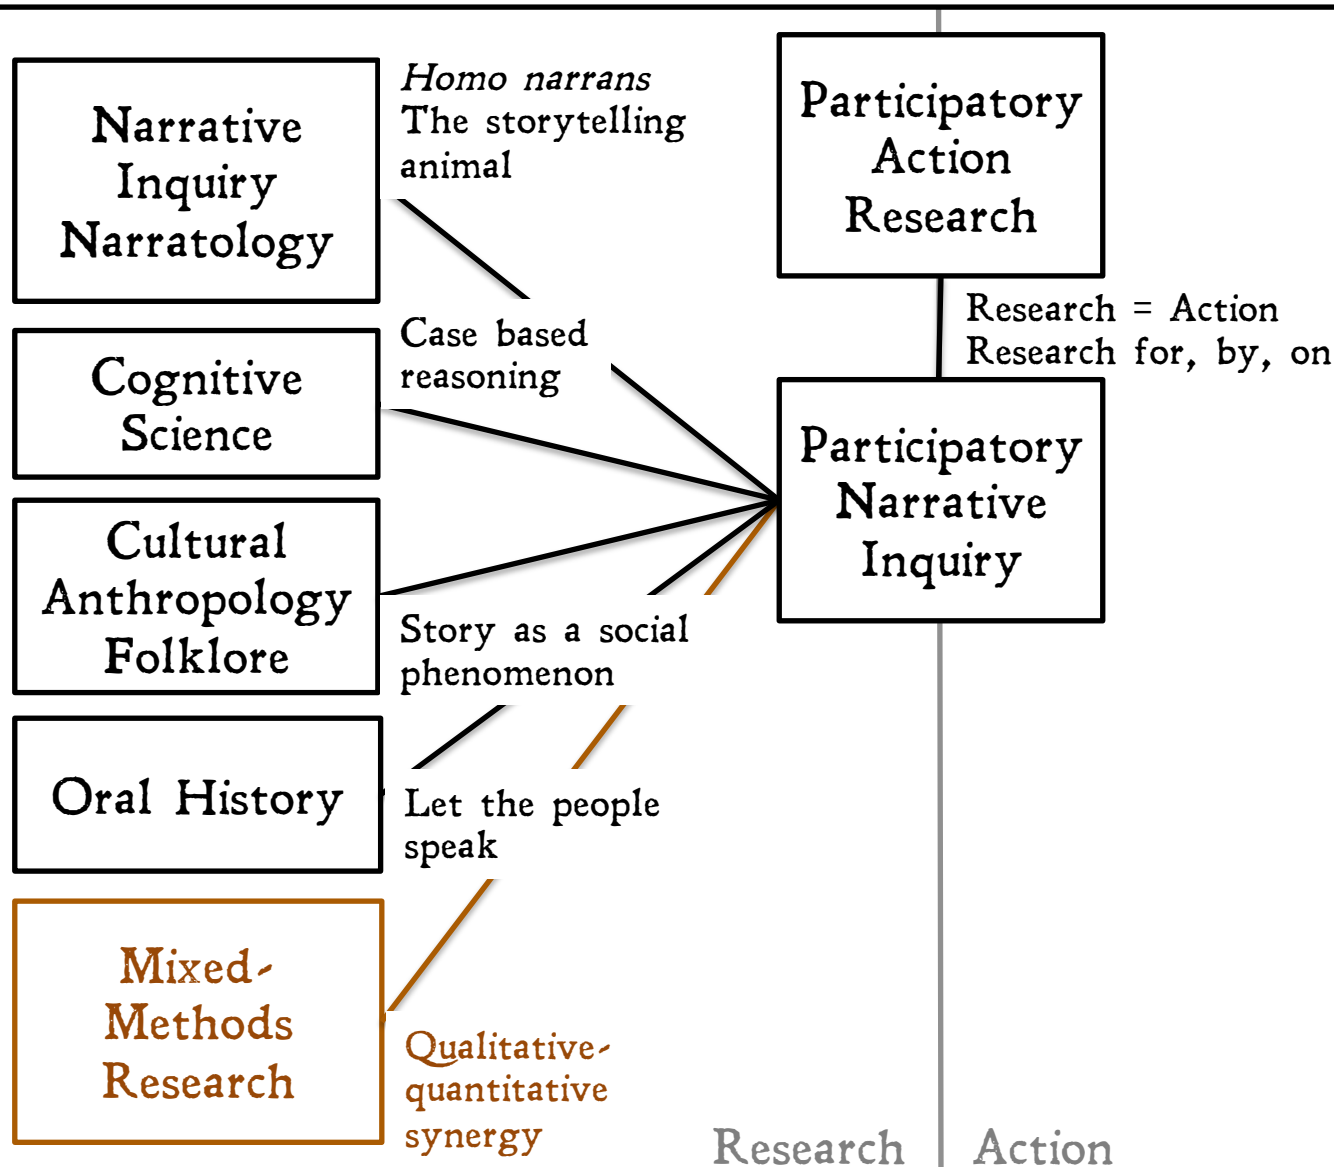 Narrative
Inquiry
Narratology
Homo narrans
The storytelling
animal
Participatory
Action
Research
Research = Action
Research for, by, on
Cognitive
Science
Case based
reasoning
Participatory
Narrative
Inquiry
Cultural
Anthropology
Folklore
Story as a social
phenomenon
Oral History
Let the people
speak
Mixed-
Methods
Research
Qualitative-
quantitative
synergy
Research
Action